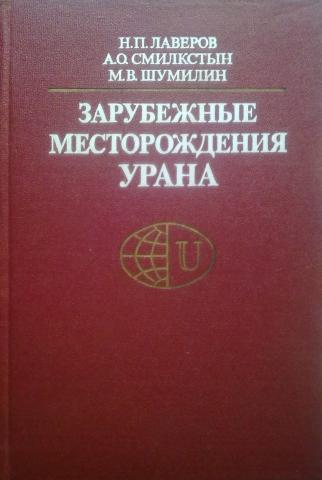 Н.П. ЛАВЕРОВ
А.О. СМИЛКСТЫН
М.В. ШУМИЛИН
ЗАРУБЕЖНЫЕ
МЕСТОРОЖДЕНИЯ
УРАНА
U